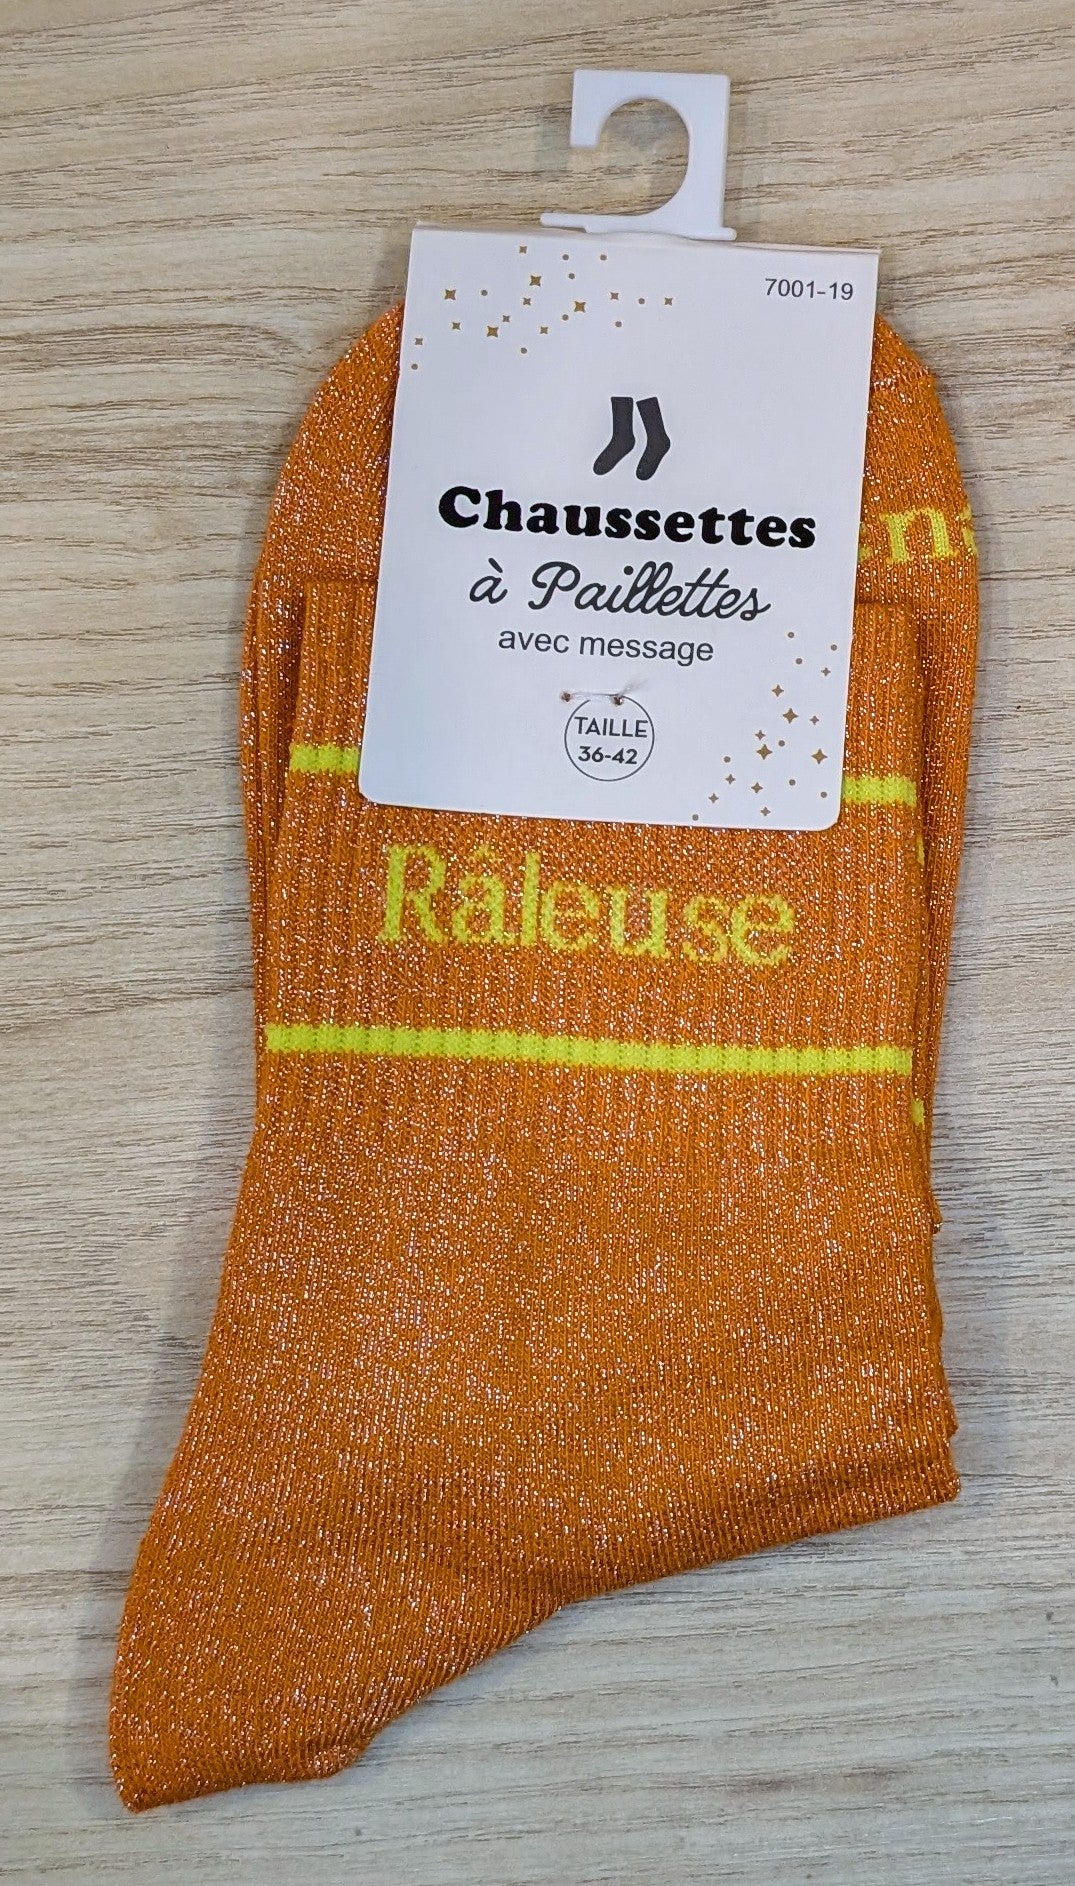 7001-19
Chaussettes
à Paillettes
avec message
TAILLE
36-42
Râleuse